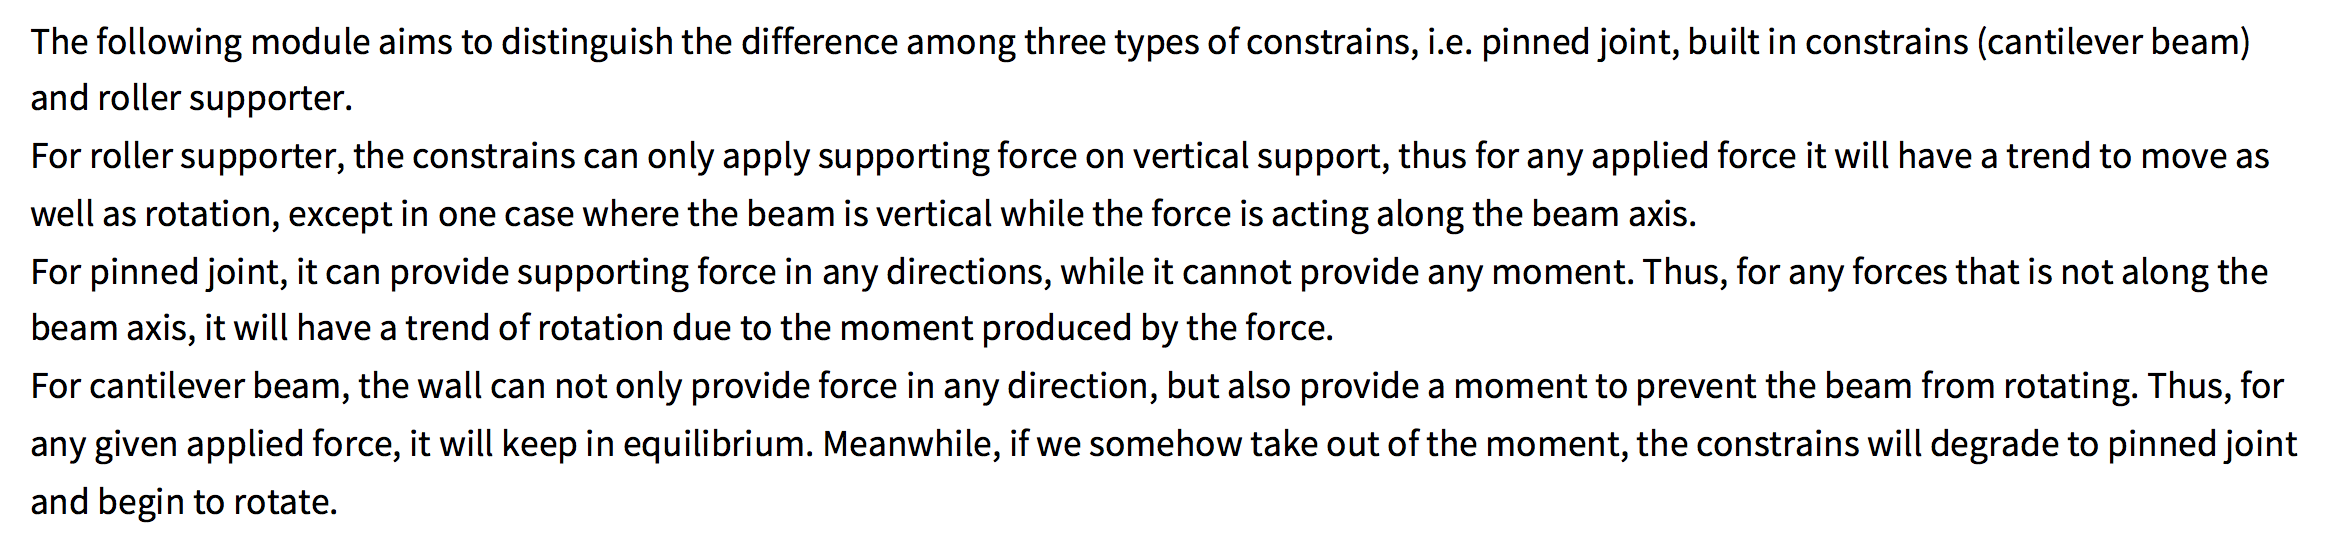 The following module aims to distinguish the difference among three types of constrains, i.e. pinned joint, built in constrains (cantilever beam)
and roller supporter.
For roller supporter, the constrains can only apply supporting force on vertical support, thus for any applied force it will have a trend to move as
well as rotation, except in one case where the beam is vertical while the force is acting along the beam axis.
For pinned joint, it can provide supporting force in any directions, while it cannot provide any moment. Thus, for any forces that is not along the
beam axis, it will have a trend of rotation due to the moment produced by the force.
For cantilever beam, the wall can not only provide force in any direction, but also provide a moment to prevent the beam from rotating. Thus, for
any given applied force, it will keep in equilibrium. Meanwhile, if we somehow take out of the moment, the constrains will degrade to pinned joint
and begin to rotate.